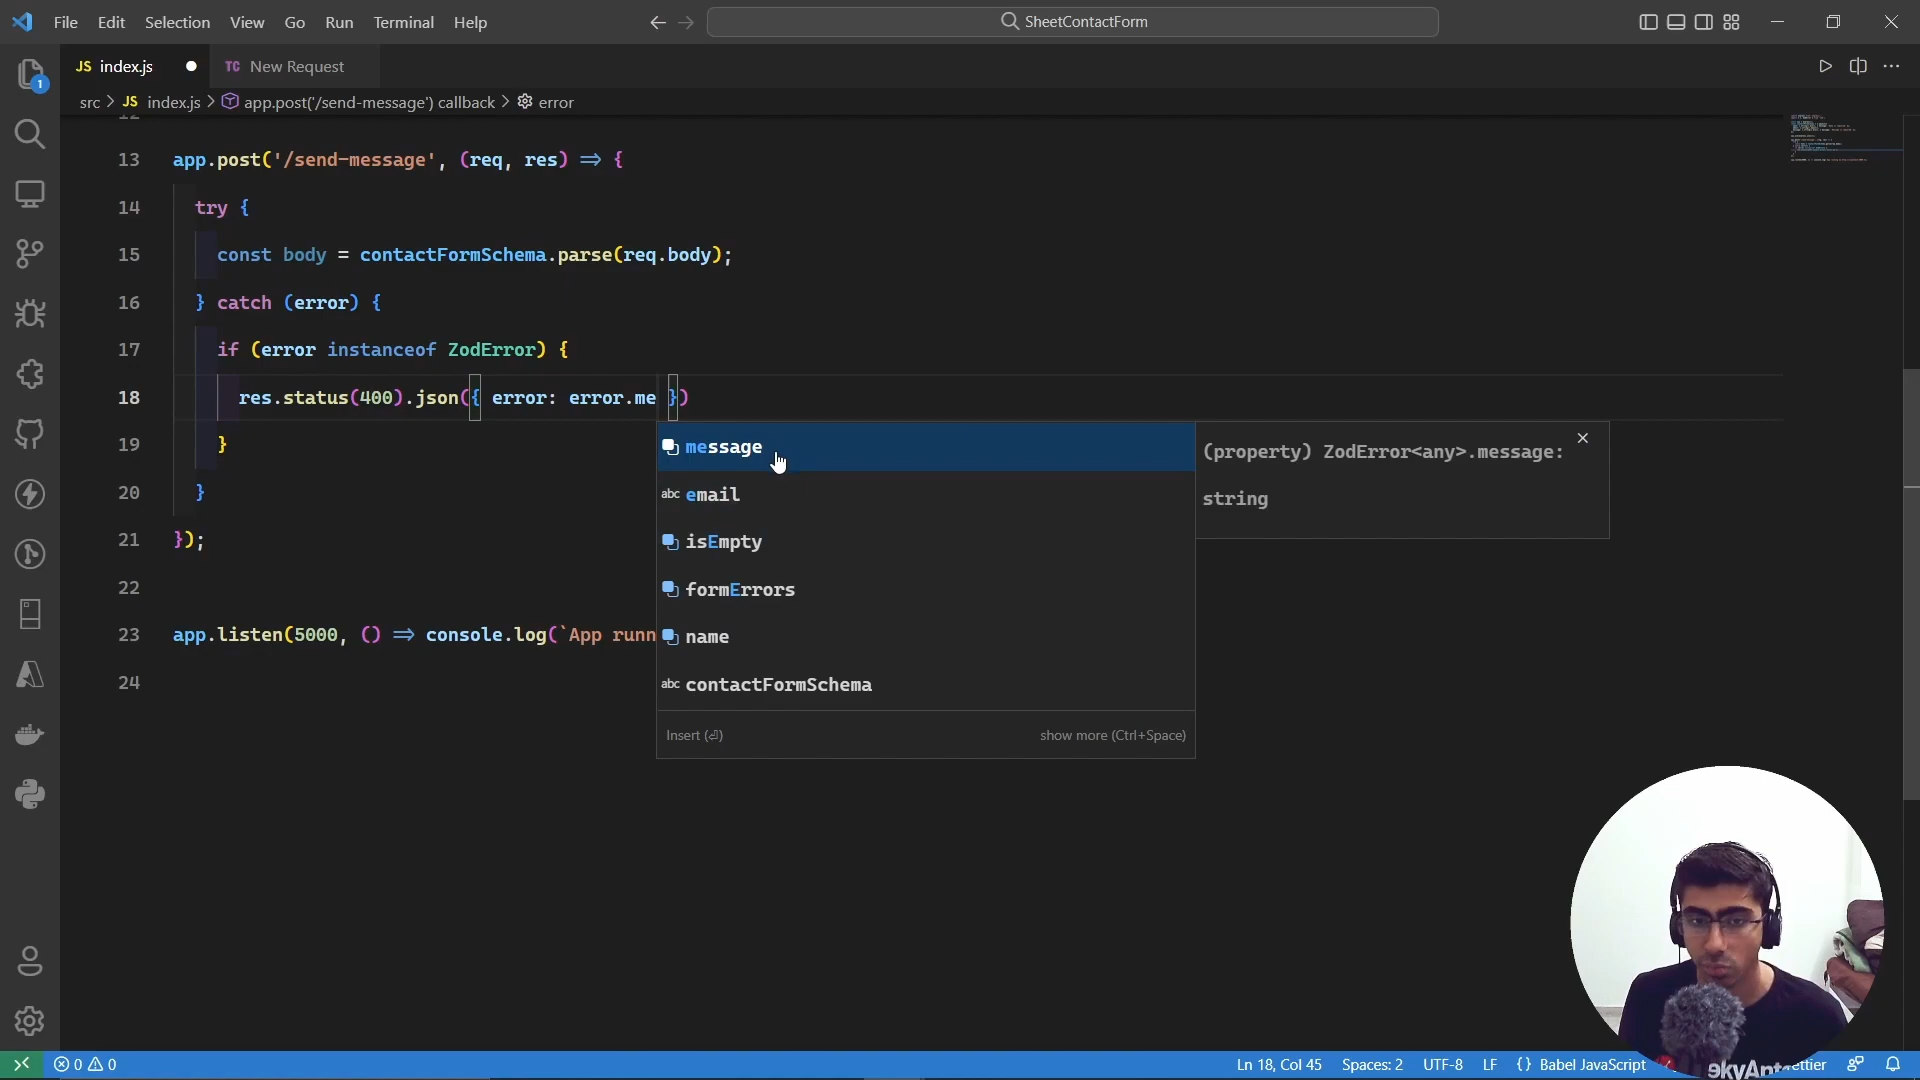 File Edit Selection View Go Run Terminal Help
SheetContactForm
JS index.js
TC New Request
src > JS index.js > app.post('/send-message') callback > error
1
12
13 app.post('/send-message', (req, res) => {
14 try {
15 const body = contactFormSchema.parse(req.body);
16 } catch (error) {
17 if (error instanceof ZodError) {
18 res.status(400).json({ error: error.me })
19 }
20 }
21 });
22
23 app.listen(5000, () => console.log(`App runn
24
message
abc email
isEmpty
formErrors
name
abc contactFormSchema
Insert (⏎)
show more (Ctrl+Space)
(property) ZodError<any>.message:
string
0 0
Ln 18, Col 45 Spaces: 2 UTF-8 LF {} Babel JavaScript
ettier